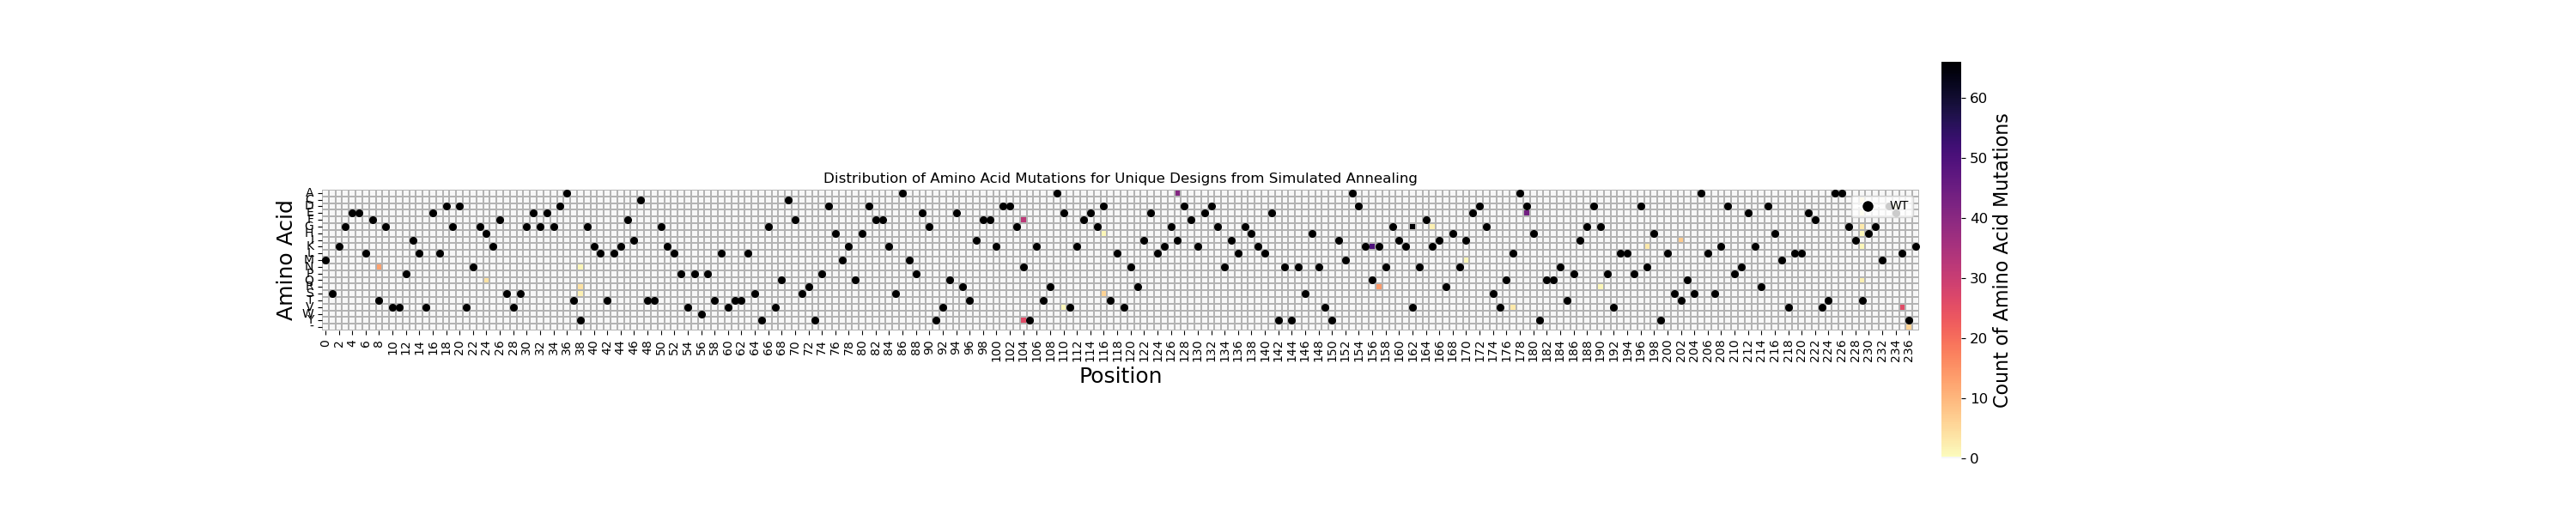 Distribution of Amino Acid Mutations for Unique Designs from Simulated Annealing
Amino Acid
A
D
E
F
G
H
K
M
N
Q
R
S
T
V
W
Y
-
WT
0 2 4 6 8 10 12 14 16 18 20 22 24 26 28 30 32 34 36 38 40 42 44 46 48 50 52 54 56 58 60 62 64 66 68 70 72 74 76 78 80 82 84 86 88 90 92 94 96 98 100 102 104 106 108 110 112 114 116 118 120 122 124 126 128 130 132 134 136 138 140 142 144 146 148 150 152 154 156 158 160 162 164 166 168 170 172 174 176 178 180 182 184 186 188 190 192 194 196 198 200 202 204 206 208 210 212 214 216 218 220 222 224 226 228 230 232 234 236
Position
60
50
40
30
20
10
0
Count of Amino Acid Mutations